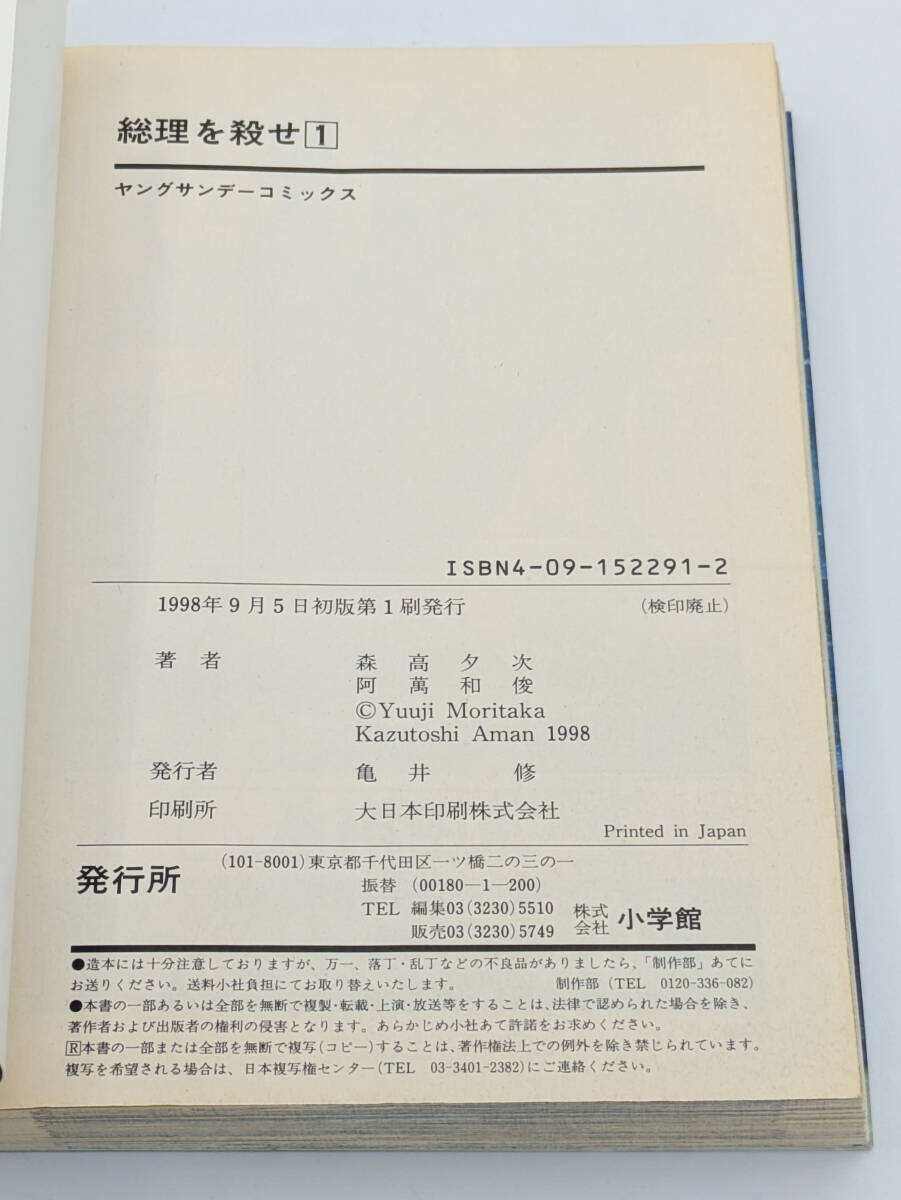 総理を殺せ1
ヤングサンデーコミックス
ISBN4-09-152291-2
1998年9月5日初版第1刷発行 (検印廃止)
著者 森高夕次
阿萬和俊
©Yuuji Moritaka
Kazutoshi Aman 1998
発行者 亀井 修
印刷所 大日本印刷株式会社
Printed in Japan
発行所 (101-8001)東京都千代田区一ツ橋二の三の一
振替 (00180―1―200)
TEL 編集03(3230)5510
販売03(3230)5749 株式会社 小学館
●造本には十分注意しておりますが、万一、落丁・乱丁などの不良品がありましたら、「制作部」あてに
お送りください。送料小社負担にてお取り替えいたします。 制作部(TEL 0120-336-082)
●本書の一部あるいは全部を無断で複製・転載・上演・放送等をすることは、法律で認められた場合を除き、
著作者および出版者の権利の侵害となります。あらかじめ小社あて許諾をお求めください。
R本書の一部または全部を無断で複写(コピー)することは、著作権法上での例外を除き禁じられています。
複写を希望される場合は、日本複写権センター(TEL 03-3401-2382)にご連絡ください。